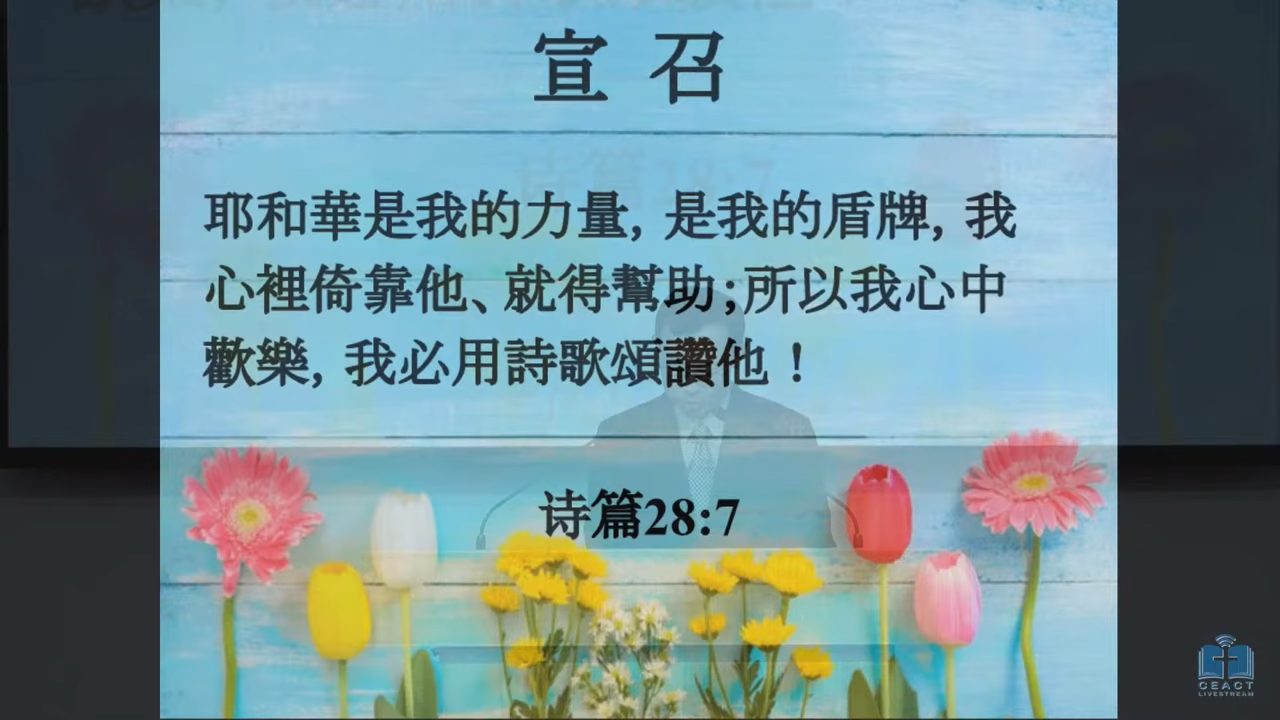 宣 召
耶和華是我的力量, 是我的盾牌, 我
心裡倚靠他、就得幫助;所以我心中
歡樂, 我必用詩歌頌讚他 !
诗篇28:7
CEACT
LIVESTREAM